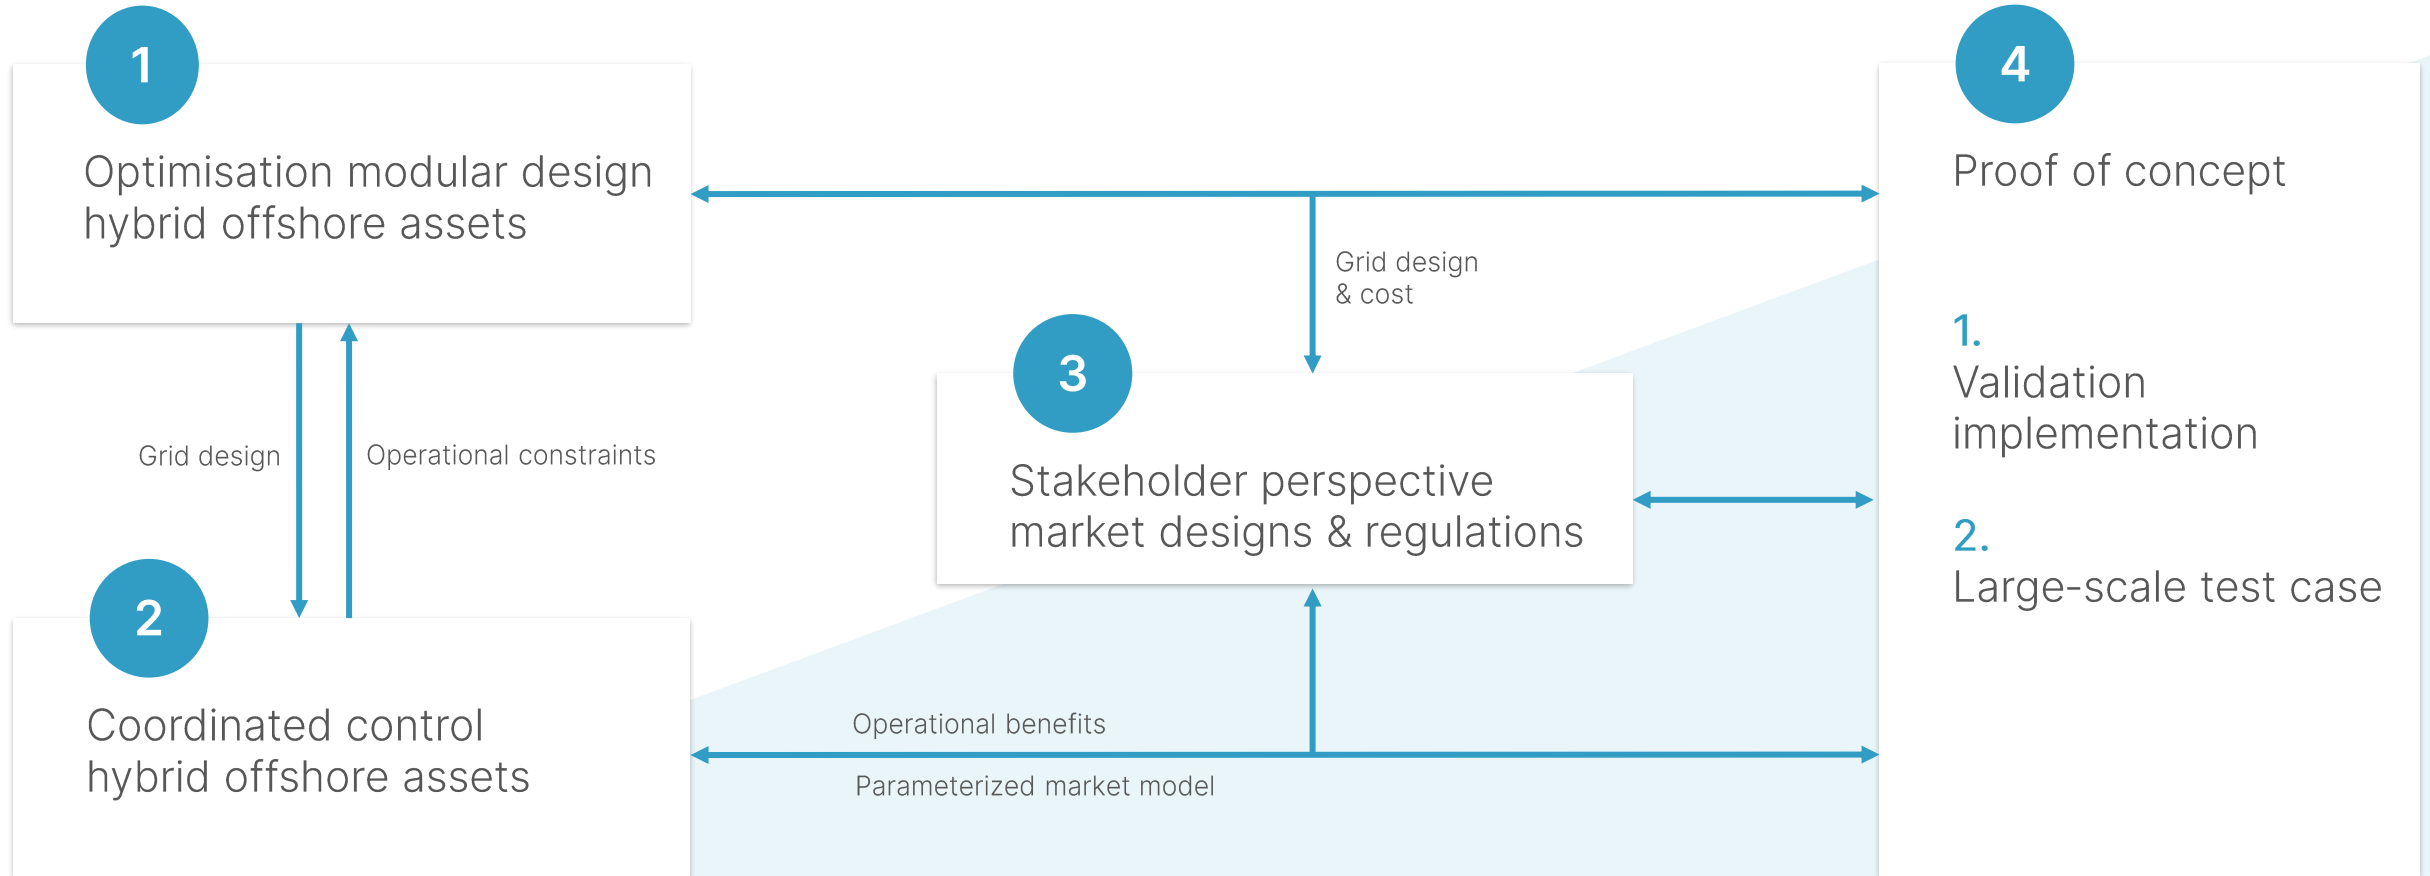 1
Optimisation modular design
hybrid offshore assets
Grid design
Operational constraints
2
Coordinated control
hybrid offshore assets
Grid design
& cost
3
Stakeholder perspective
market designs & regulations
Operational benefits
Parameterized market model
4
Proof of concept
1.
Validation
implementation
2.
Large-scale test case